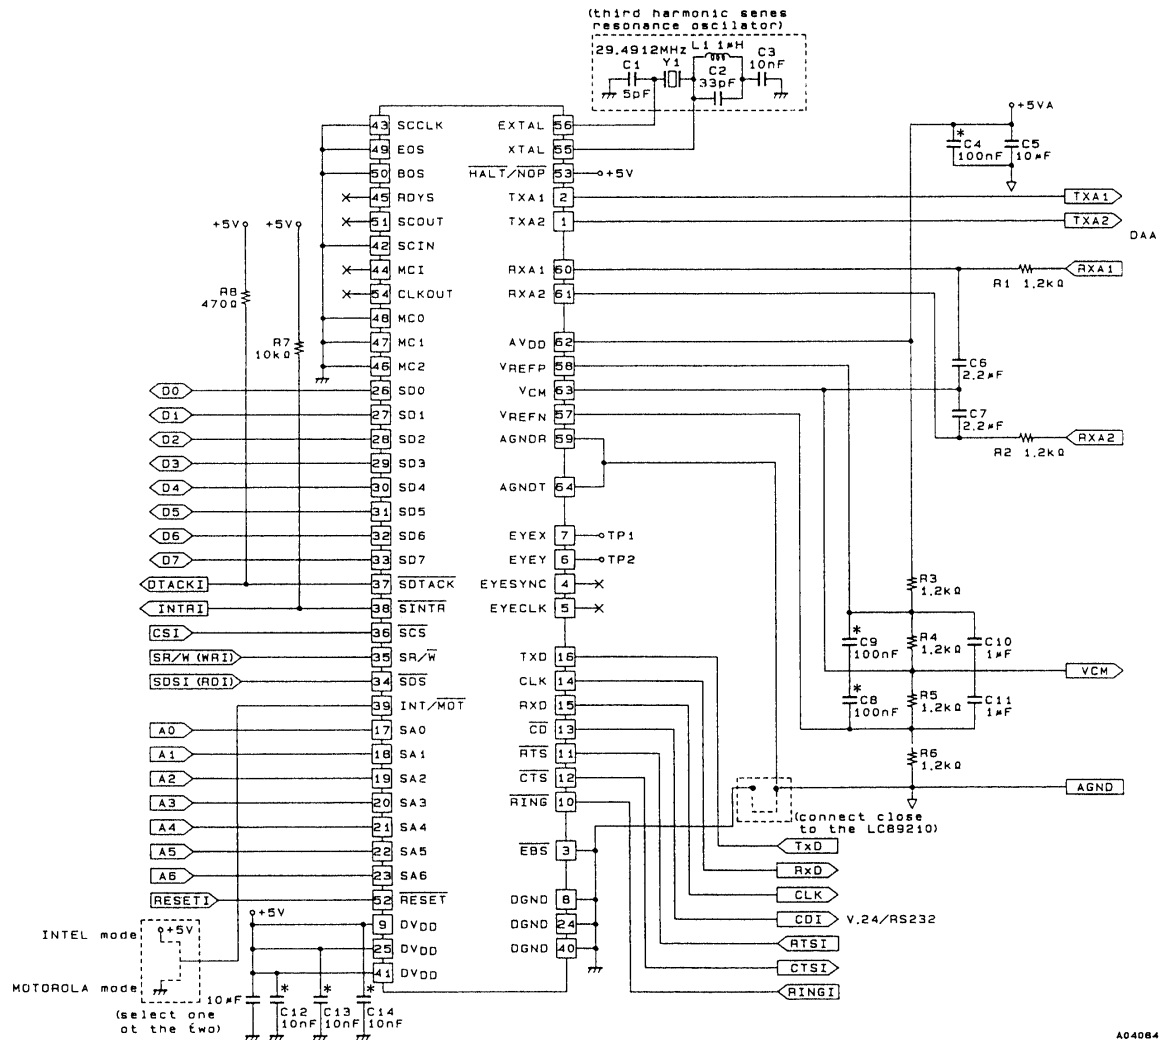 (third harmonic senes
resonance oscilator)
29.4912MHz
L1 1μH
C3
10nF
C1
Y1
C2
5pF
33pF
+5VA
*
C4
100nF
C5
10μF
43 SCCLK
49 EOS
50 BOS
45 RDYS
51 SCOUT
42 SCIN
44 MCI
54 CLKOUT
48 MC0
47 MC1
46 MC2
26 SD0
27 SD1
28 SD2
29 SD3
30 SD4
31 SD5
32 SD6
33 SD7
37 SDTACK
38 SINTR
36 SCS
35 SR/W
34 SDS
39 INT/MOT
17 SA0
18 SA1
19 SA2
20 SA3
21 SA4
22 SA5
23 SA6
52 RESET
9 DVDD
25 DVDD
41 DVDD
EXTAL 56
XTAL 55
HALT/NOP 53 +5V
TXA1 2
TXA2 1
RXA1 60
RXA2 61
AVDD 62
VREFP 58
VCM 63
VREFN 57
AGNDR 59
AGNDT 64
EYEX 7 TP1
EYEY 6 TP2
EYESYNC 4
EYECLK 5
TXD 16
CLK 14
RXD 15
CD 13
RTS 11
CTS 12
RING 10
EBS 3
DGND 8
DGND 24
DGND 40
+5V
+5V
R8
470Ω
R7
10kΩ
D0
D1
D2
D3
D4
D5
D6
D7
DTACKI
INTRI
CSI
SR/W (WRI)
SDSI (RDI)
A0
A1
A2
A3
A4
A5
A6
RESETI
+5V
INTEL mode
+5V
MOTOROLA mode
(select one
ot the two)
10μF
*
C12
10nF
*
C13
10nF
*
C14
10nF
TXA1
TXA2
DAA
RXA1
R1 1.2kΩ
C6
2.2μF
C7
2.2μF
RXA2
R2 1.2kΩ
R3
1.2kΩ
*
C9
100nF
R4
1.2kΩ
C10
1μF
VCM
*
C8
100nF
R5
1.2kΩ
C11
1μF
R6
1.2kΩ
AGND
(connect close
to the LC89210)
TxD
RxD
CLK
CDI
V.24/RS232
RTSI
CTSI
RINGI
A04084